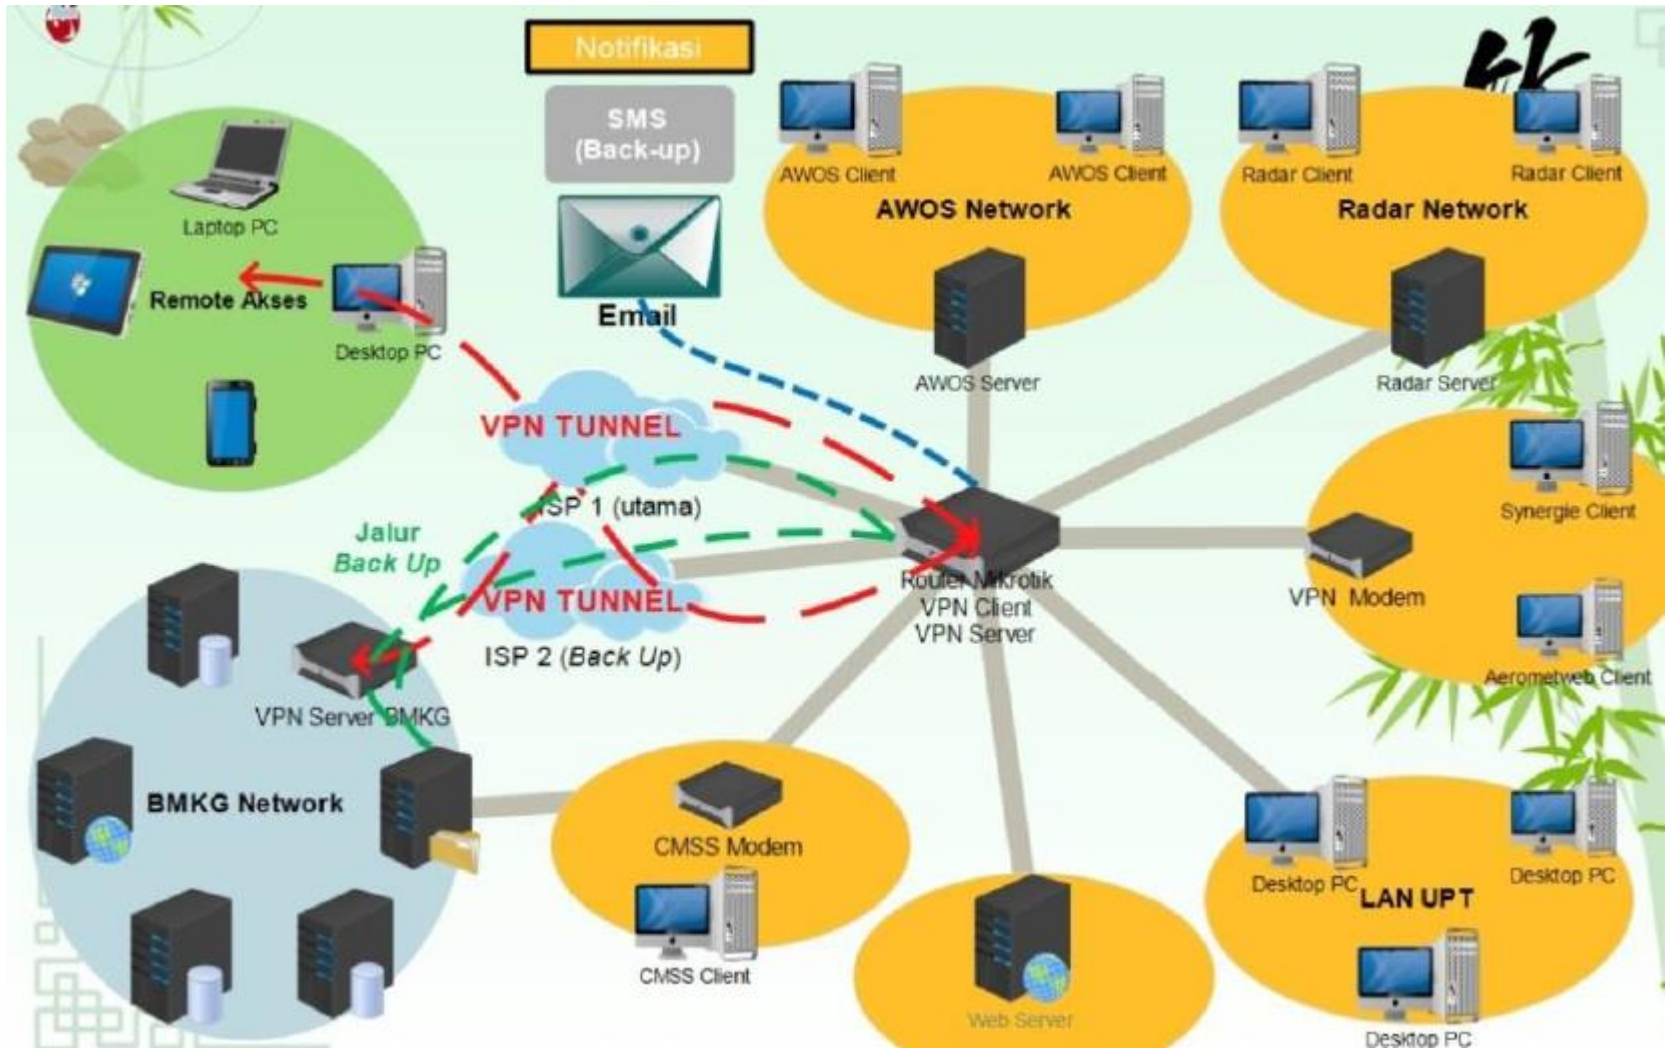 Notifikasi
SMS
(Back-up)
Email
AWOS Client
AWOS Client
AWOS Network
AWOS Server
Radar Client
Radar Client
Radar Network
Radar Server
Laptop PC
Remote Akses
Desktop PC
VPN TUNNEL
ISP 1 (utama)
Jalur
Back Up
VPN TUNNEL
ISP 2 (Back Up)
Router Mikrotik
VPN Client
VPN Server
Synergie Client
VPN Modem
Aerometweb Client
VPN Server BMKG
BMKG Network
CMSS Modem
CMSS Client
Web Server
Desktop PC
Desktop PC
LAN UPT
Desktop PC